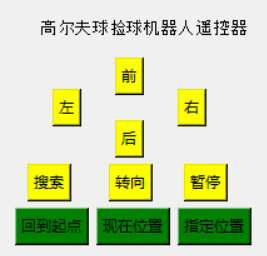 高尔夫球捡球机器人遥控器
前
左 右
后
搜索 转向 暂停
回到起点 现在位置 指定位置